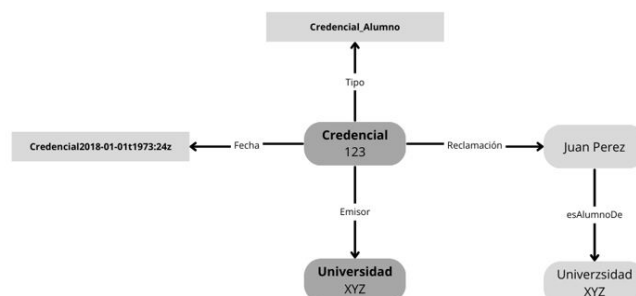 Credencial_Alumno
Tipo
Credencial2018-01-01t1973:24z
Fecha
Credencial
123
Reclamación
Juan Perez
Emisor
esAlumnoDe
Universidad
XYZ
Univerzsidad
XYZ